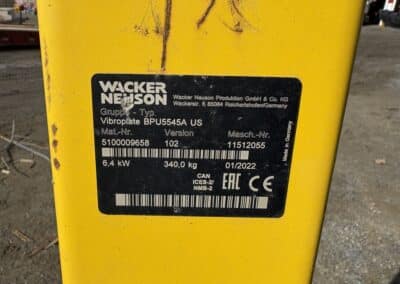 WACKER
NEUSON
Wacker Neuson Produktion GmbH & Co. KG
Wackerstr. 6 85084 Reichertshofen/Germany
Gruppe - Typ
Vibroplate BPU5545A US
Mat.-Nr. Version Masch.-Nr.
5100009658 102 11512055
6,4 kW 340,0 kg 01/2022
Made in Germany
CAN
ICES-2/
NMB-2
EAC CE